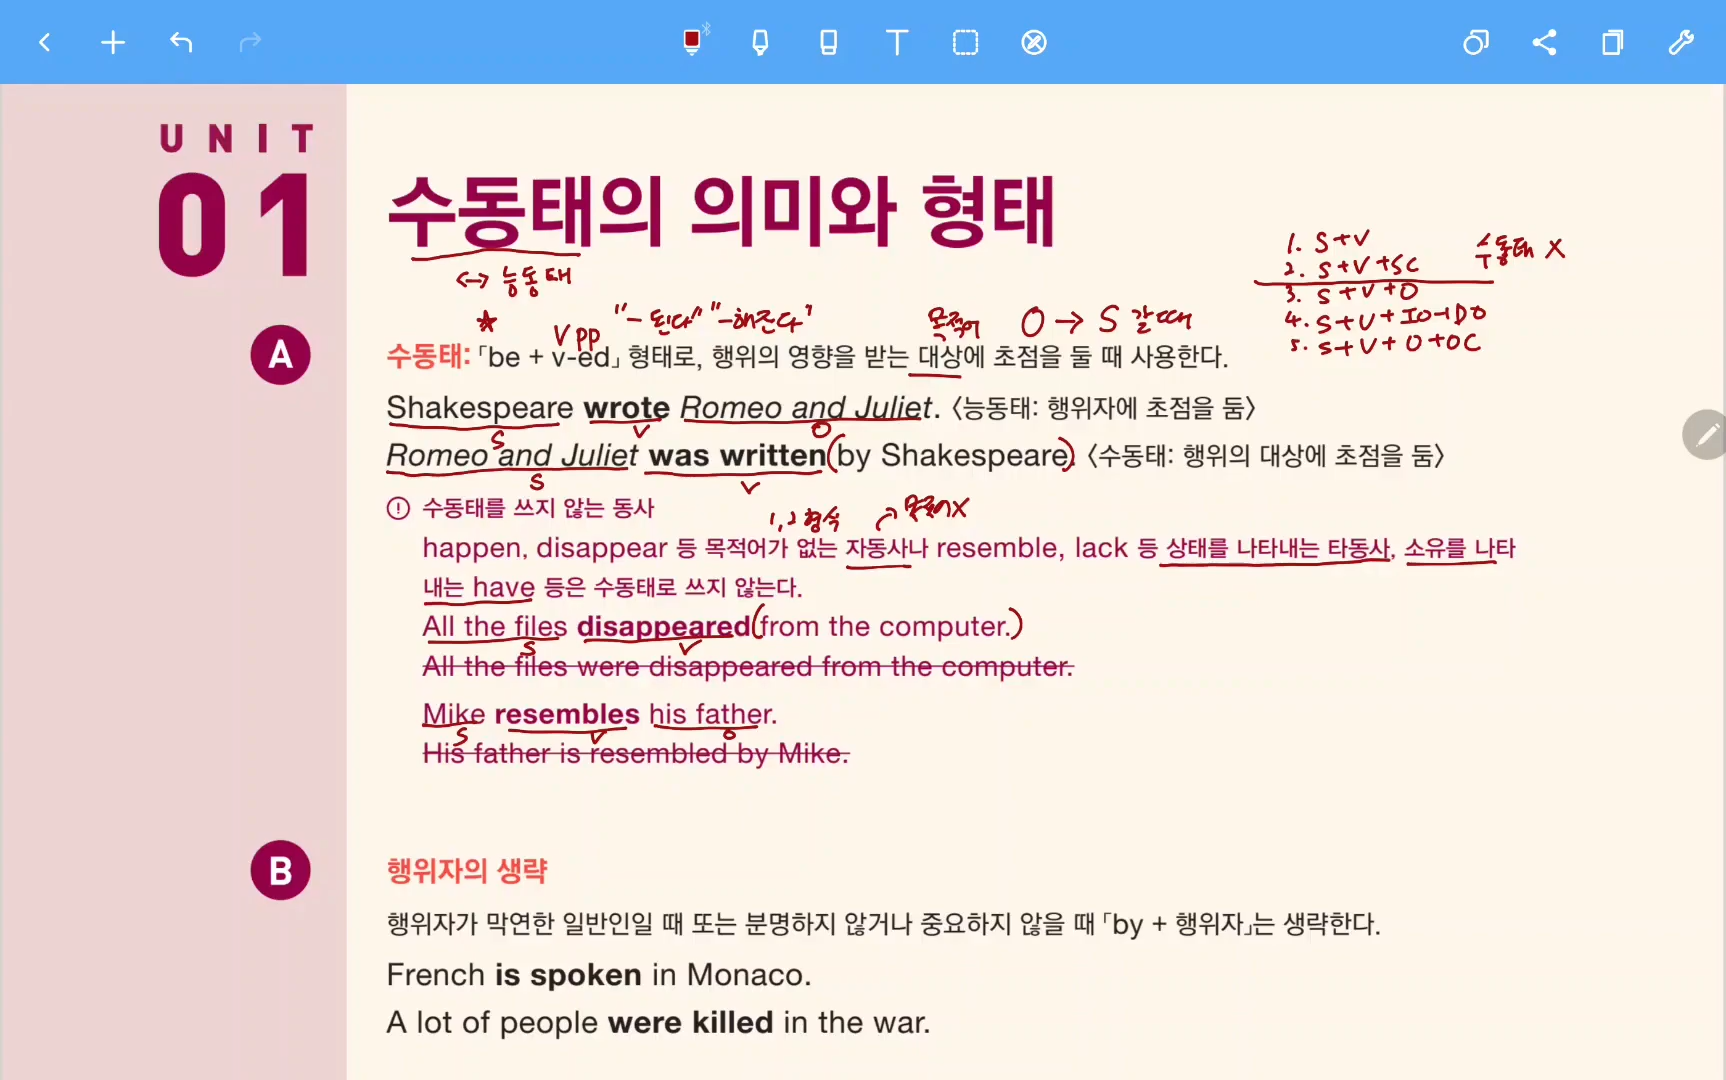 UNIT
01
수동태의 의미와 형태
↔ 능동태
1. S+V
2. S+V+SC
수동태 X
3. S+V+O
4. S+V+IO+DO
5. S+V+O+OC
★ Vpp "-된다" "-해진다" 목적어 O → S 갈때
A
수동태: 「be + v-ed」 형태로, 행위의 영향을 받는 대상에 초점을 둘 때 사용한다.
Shakespeare wrote Romeo and Juliet. 〈능동태: 행위자에 초점을 둠〉
S V O
Romeo and Juliet was written (by Shakespeare). 〈수동태: 행위의 대상에 초점을 둠〉
S V
! 수동태를 쓰지 않는 동사
1, 2 형식 목적어X
happen, disappear 등 목적어가 없는 자동사나 resemble, lack 등 상태를 나타내는 타동사, 소유를 나타
내는 have 등은 수동태로 쓰지 않는다.
All the files disappeared (from the computer.)
S V
All the files were disappeared from the computer.
Mike resembles his father.
S V O
His father is resembled by Mike.
B
행위자의 생략
행위자가 막연한 일반인일 때 또는 분명하지 않거나 중요하지 않을 때 「by + 행위자」는 생략한다.
French is spoken in Monaco.
A lot of people were killed in the war.